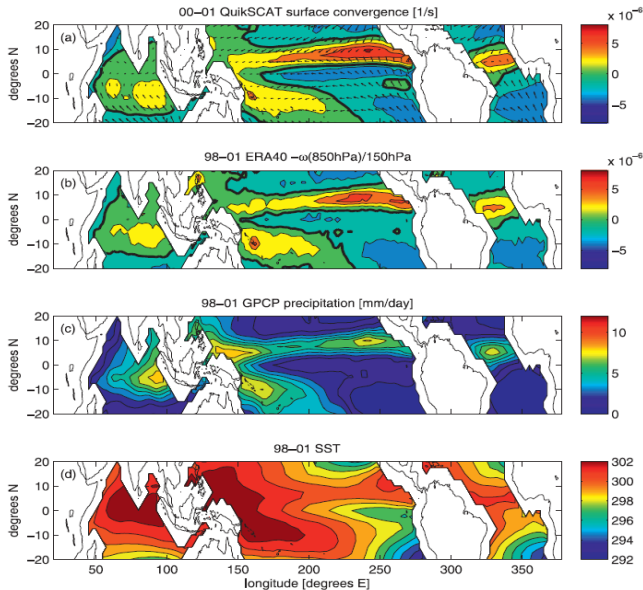 00−01 QuikSCAT surface convergence [1/s]
x 10⁻⁶
(a)
degrees N
20
10
0
−10
−20
5
0
−5
98−01 ERA40 −ω(850hPa)/150hPa
x 10⁻⁶
(b)
degrees N
20
10
0
−10
−20
5
0
−5
98−01 GPCP precipitation [mm/day]
(c)
degrees N
20
10
0
−10
−20
10
5
0
98−01 SST
(d)
degrees N
20
10
0
−10
−20
302
300
298
296
294
292
50 100 150 200 250 300 350
longitude [degrees E]